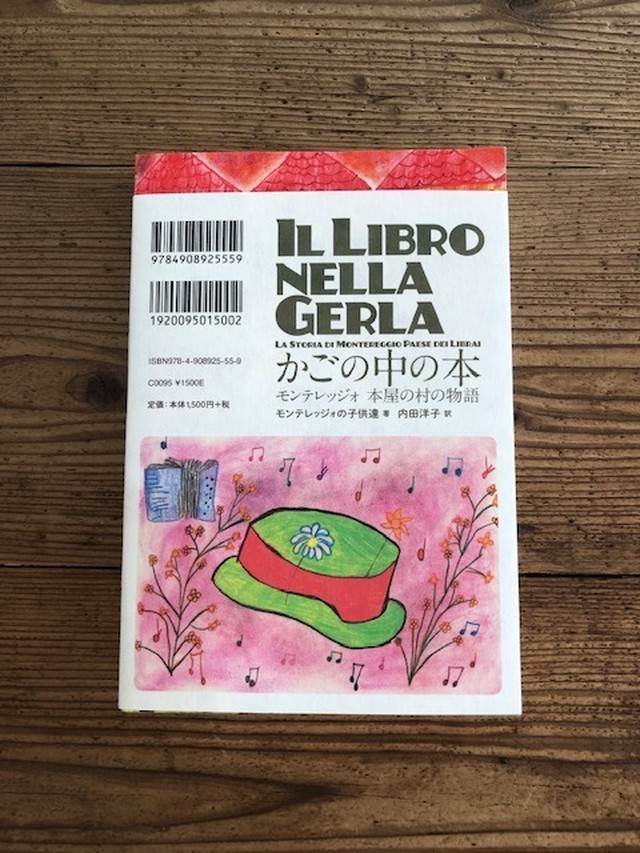 9784908925559
1920095015002
ISBN978-4-908925-55-9
C0095 ¥1500E
定価：本体1,500円＋税
IL LIBRO
NELLA
GERLA
LA STORIA DI MONTEREGGIO PAESE DEI LIBRAI
かごの中の本
モンテレッジォ 本屋の村の物語
モンテレッジォの子供達 著 内田洋子 訳